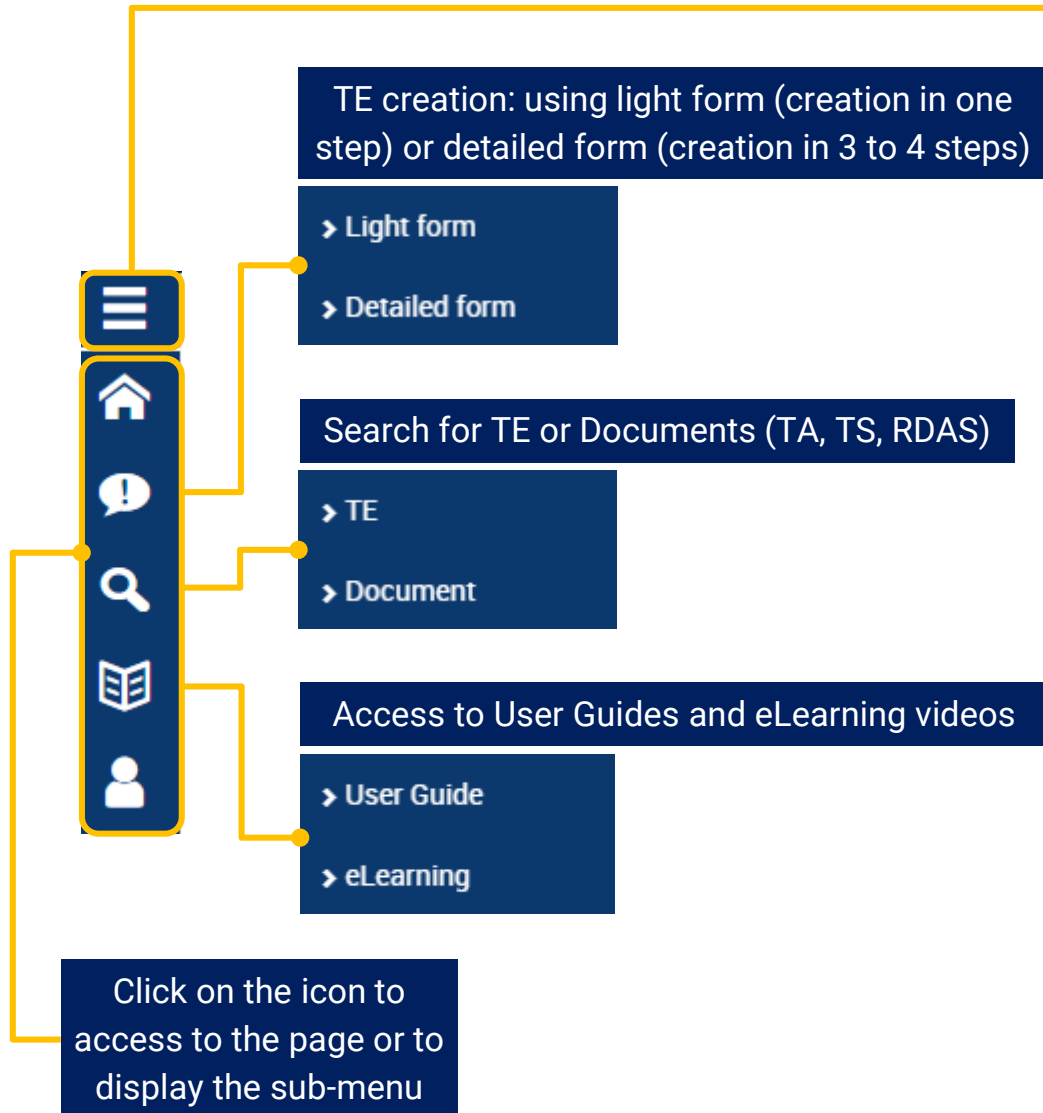 TE creation: using light form (creation in one
step) or detailed form (creation in 3 to 4 steps)
Light form
Detailed form
Search for TE or Documents (TA, TS, RDAS)
TE
Document
Access to User Guides and eLearning videos
User Guide
eLearning
Click on the icon to
access to the page or to
display the sub-menu